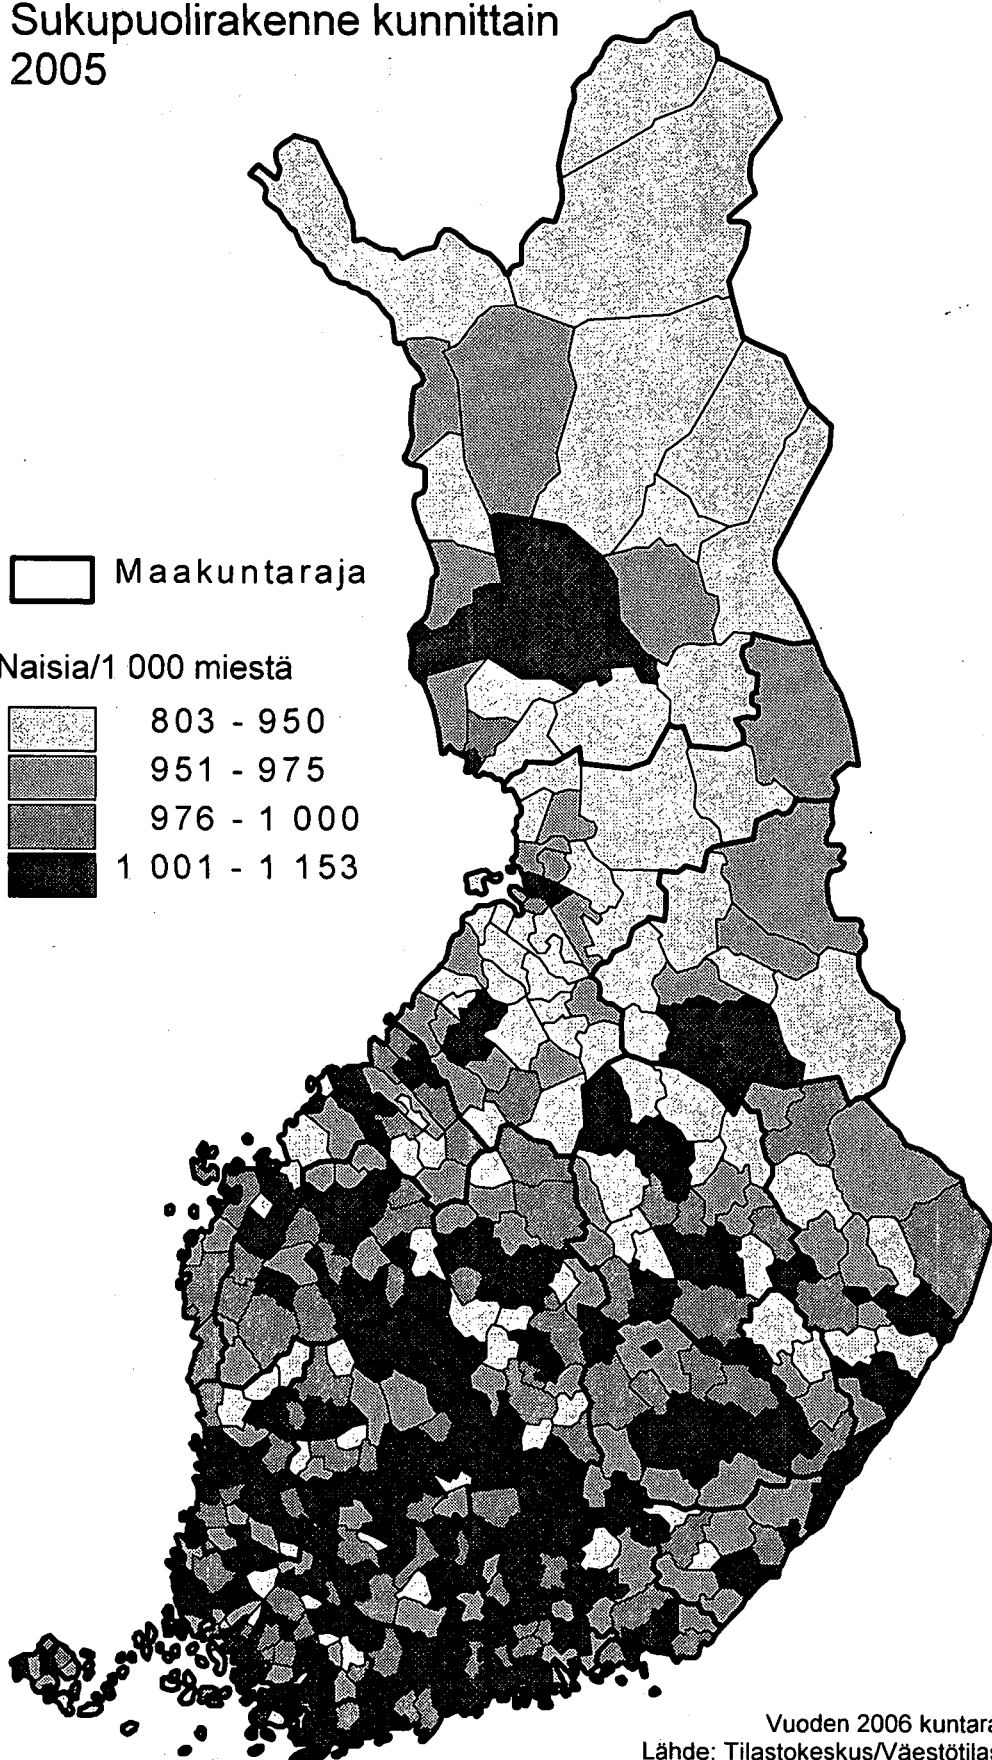 Sukupuolirakenne kunnittain
2005
Maakuntaraja
Naisia/1 000 miestä
803 - 950
951 - 975
976 - 1 000
1 001 - 1 153
Vuoden 2006 kuntara
Lähde: Tilastokeskus/Väestötilas